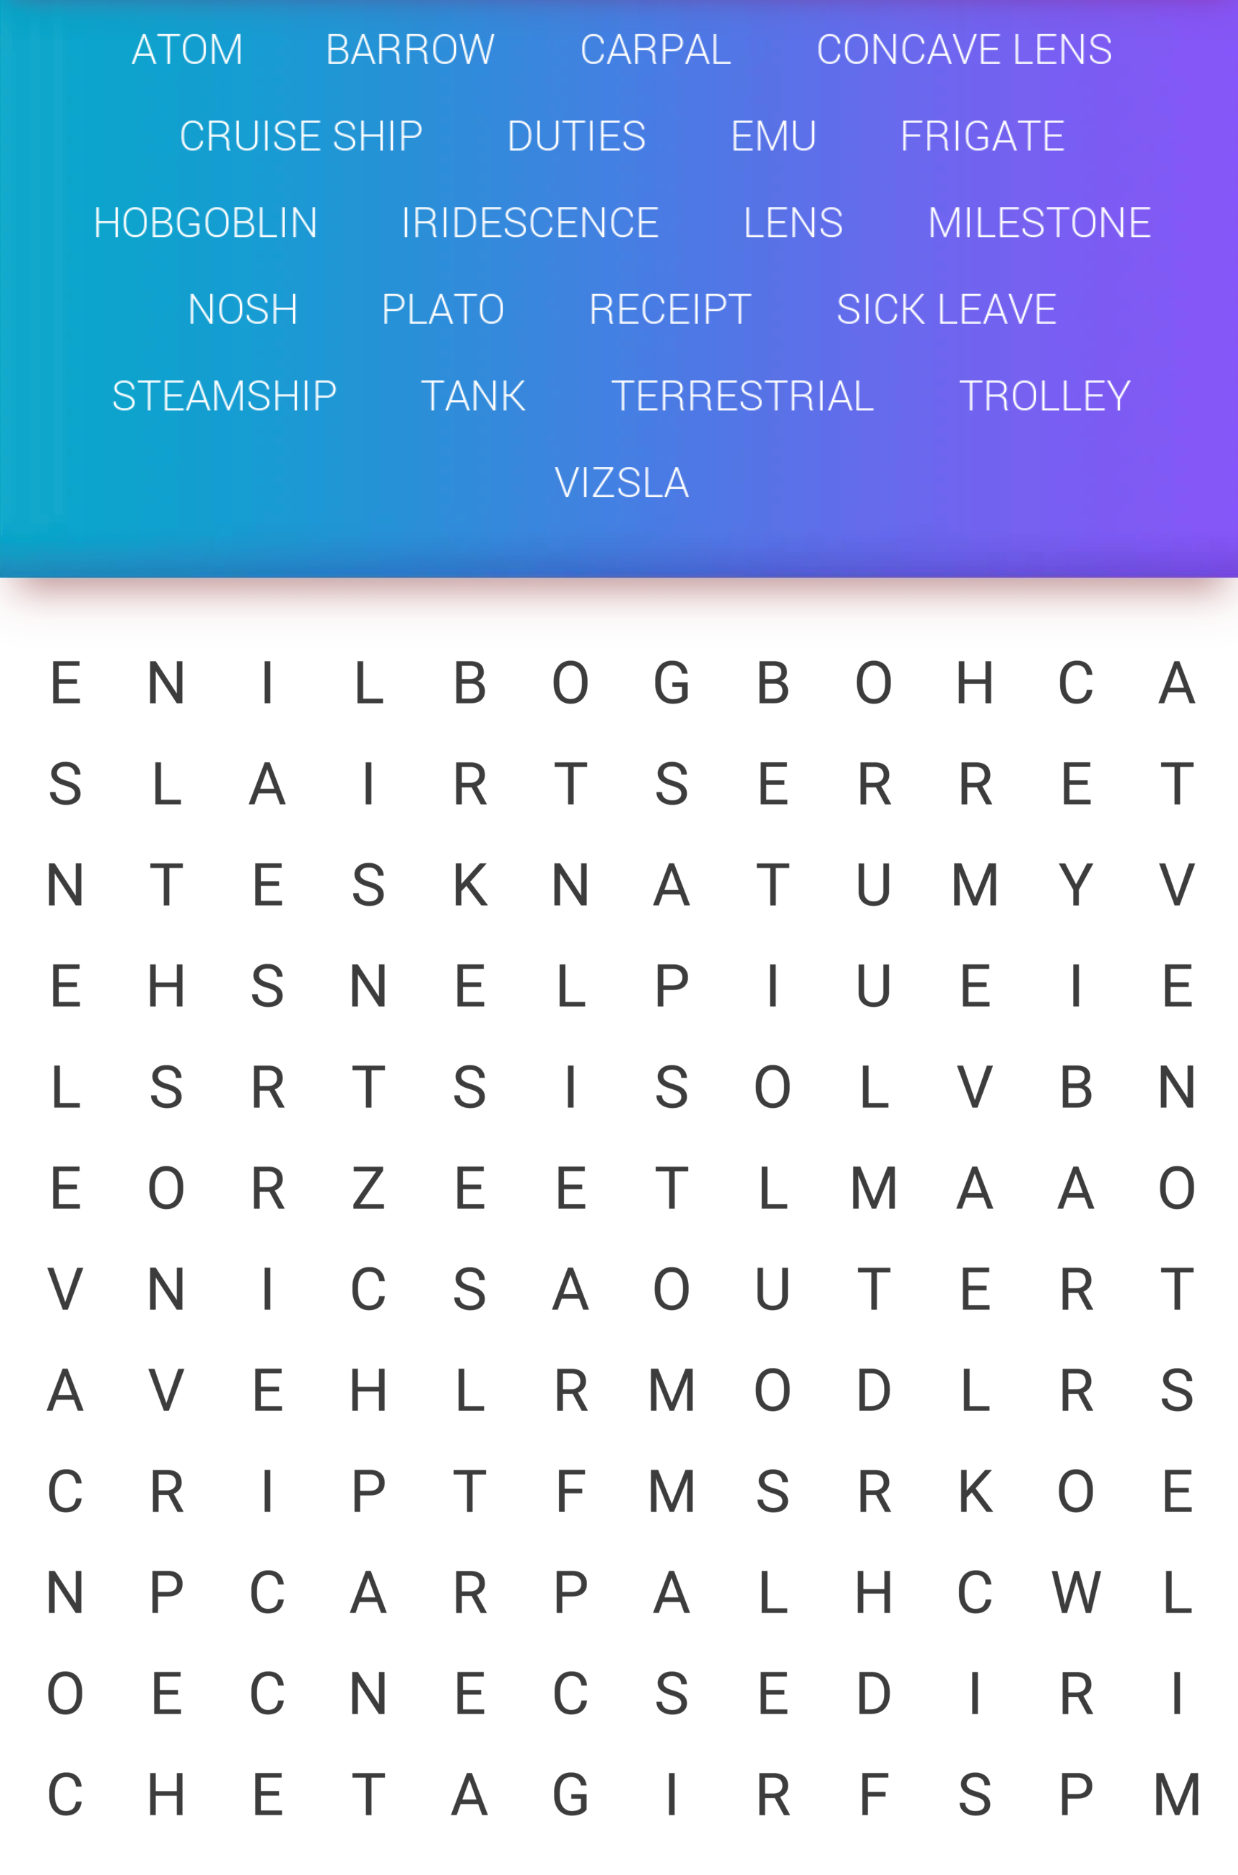 ATOM BARROW CARPAL CONCAVE LENS
CRUISE SHIP DUTIES EMU FRIGATE
HOBGOBLIN IRIDESCENCE LENS MILESTONE
NOSH PLATO RECEIPT SICK LEAVE
STEAMSHIP TANK TERRESTRIAL TROLLEY
VIZSLA
E N I L B O G B O H C A
S L A I R T S E R R E T
N T E S K N A T U M Y V
E H S N E L P I U E I E
L S R T S I S O L V B N
E O R Z E E T L M A A O
V N I C S A O U T E R T
A V E H L R M O D L R S
C R I P T F M S R K O E
N P C A R P A L H C W L
O E C N E C S E D I R I
C H E T A G I R F S P M